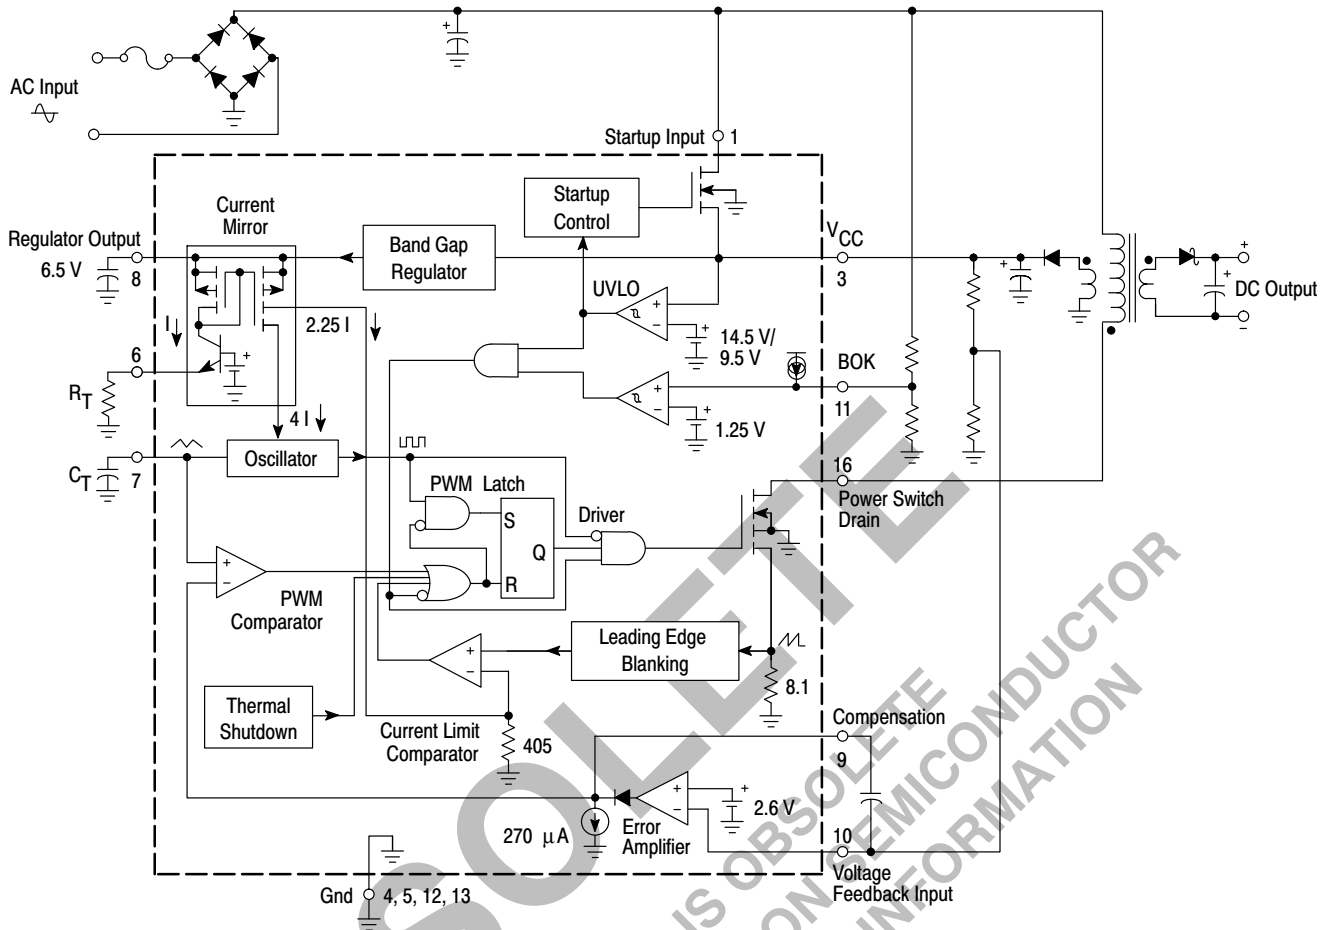 AC Input
Startup Input 1
Startup
Control
Current
Mirror
Regulator Output
6.5 V
8
Band Gap
Regulator
VCC
3
DC Output
+
−
UVLO
14.5 V/
9.5 V
I
2.25 I
6
RT
BOK
11
1.25 V
4 I
CT
7
Oscillator
PWM Latch
S
Q
R
Driver
16
Power Switch
Drain
PWM
Comparator
Leading Edge
Blanking
8.1
Thermal
Shutdown
Current Limit
Comparator
405
Compensation
9
270 µA
Error
Amplifier
2.6 V
10
Voltage
Feedback Input
Gnd 4, 5, 12, 13
SOLETE
IS OBSOLETE
ON SEMICONDUCTOR
INFORMATION